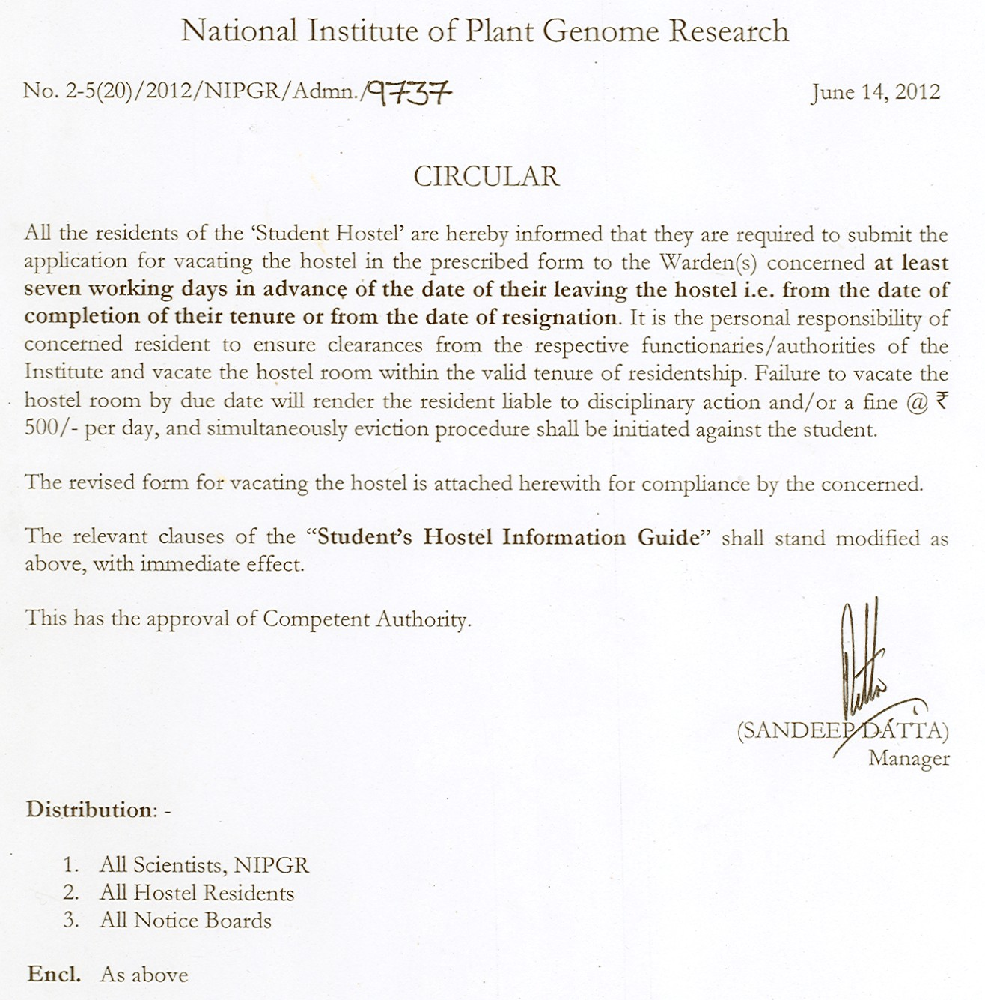 National Institute of Plant Genome Research
No. 2-5(20)/2012/NIPGR/Admn./9737
June 14, 2012
CIRCULAR
All the residents of the ‘Student Hostel’ are hereby informed that they are required to submit the
application for vacating the hostel in the prescribed form to the Warden(s) concerned at least
seven working days in advance of the date of their leaving the hostel i.e. from the date of
completion of their tenure or from the date of resignation. It is the personal responsibility of
concerned resident to ensure clearances from the respective functionaries/authorities of the
Institute and vacate the hostel room within the valid tenure of residentship. Failure to vacate the
hostel room by due date will render the resident liable to disciplinary action and/or a fine @ ₹
500/- per day, and simultaneously eviction procedure shall be initiated against the student.
The revised form for vacating the hostel is attached herewith for compliance by the concerned.
The relevant clauses of the “Student’s Hostel Information Guide” shall stand modified as
above, with immediate effect.
This has the approval of Competent Authority.
Datta
(SANDEEP DATTA)
Manager
Distribution: -
1. All Scientists, NIPGR
2. All Hostel Residents
3. All Notice Boards
Encl. As above